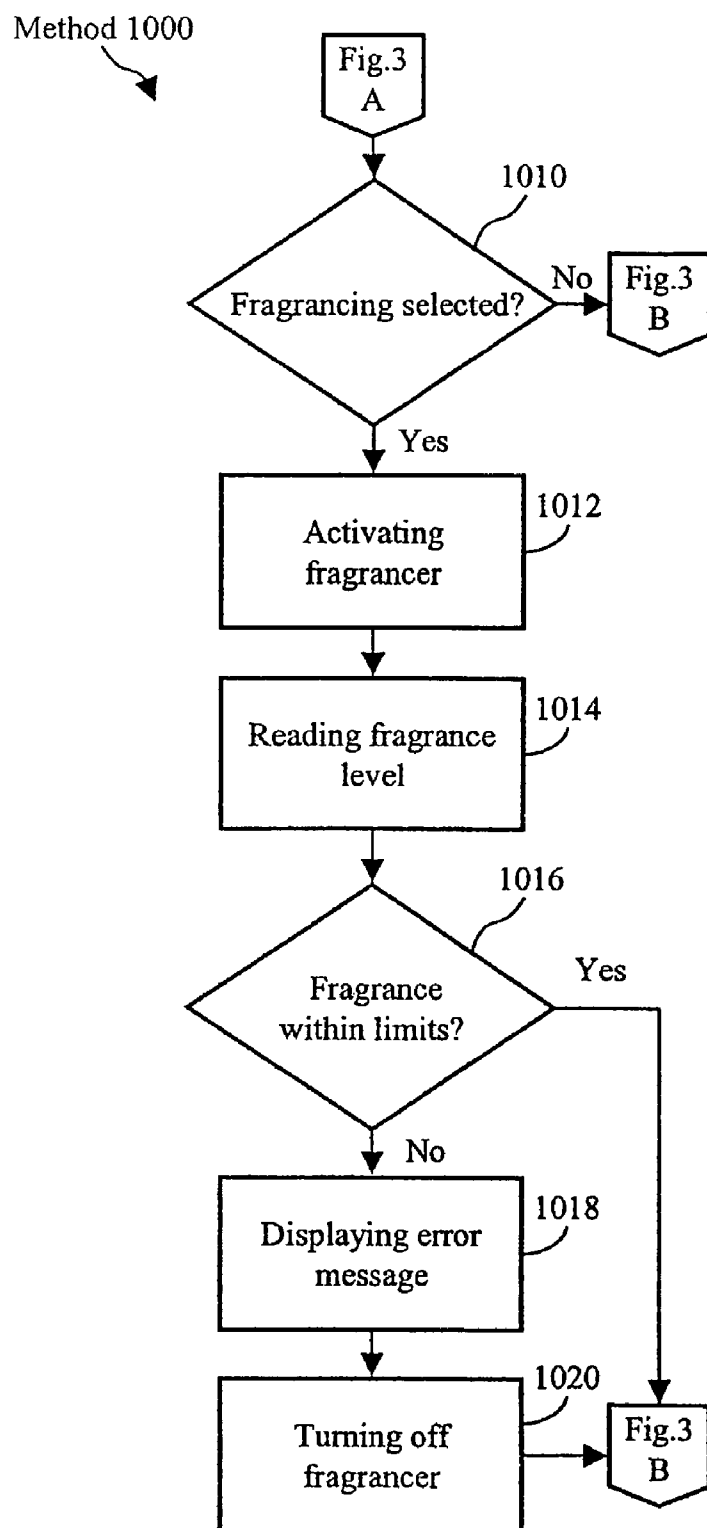 Method 1000
Fig.3
A
1010
Fragrancing selected?
No
Fig.3
B
Yes
1012
Activating
fragrancer
1014
Reading fragrance
level
1016
Fragrance
within limits?
Yes
No
1018
Displaying error
message
1020
Turning off
fragrancer
Fig.3
B